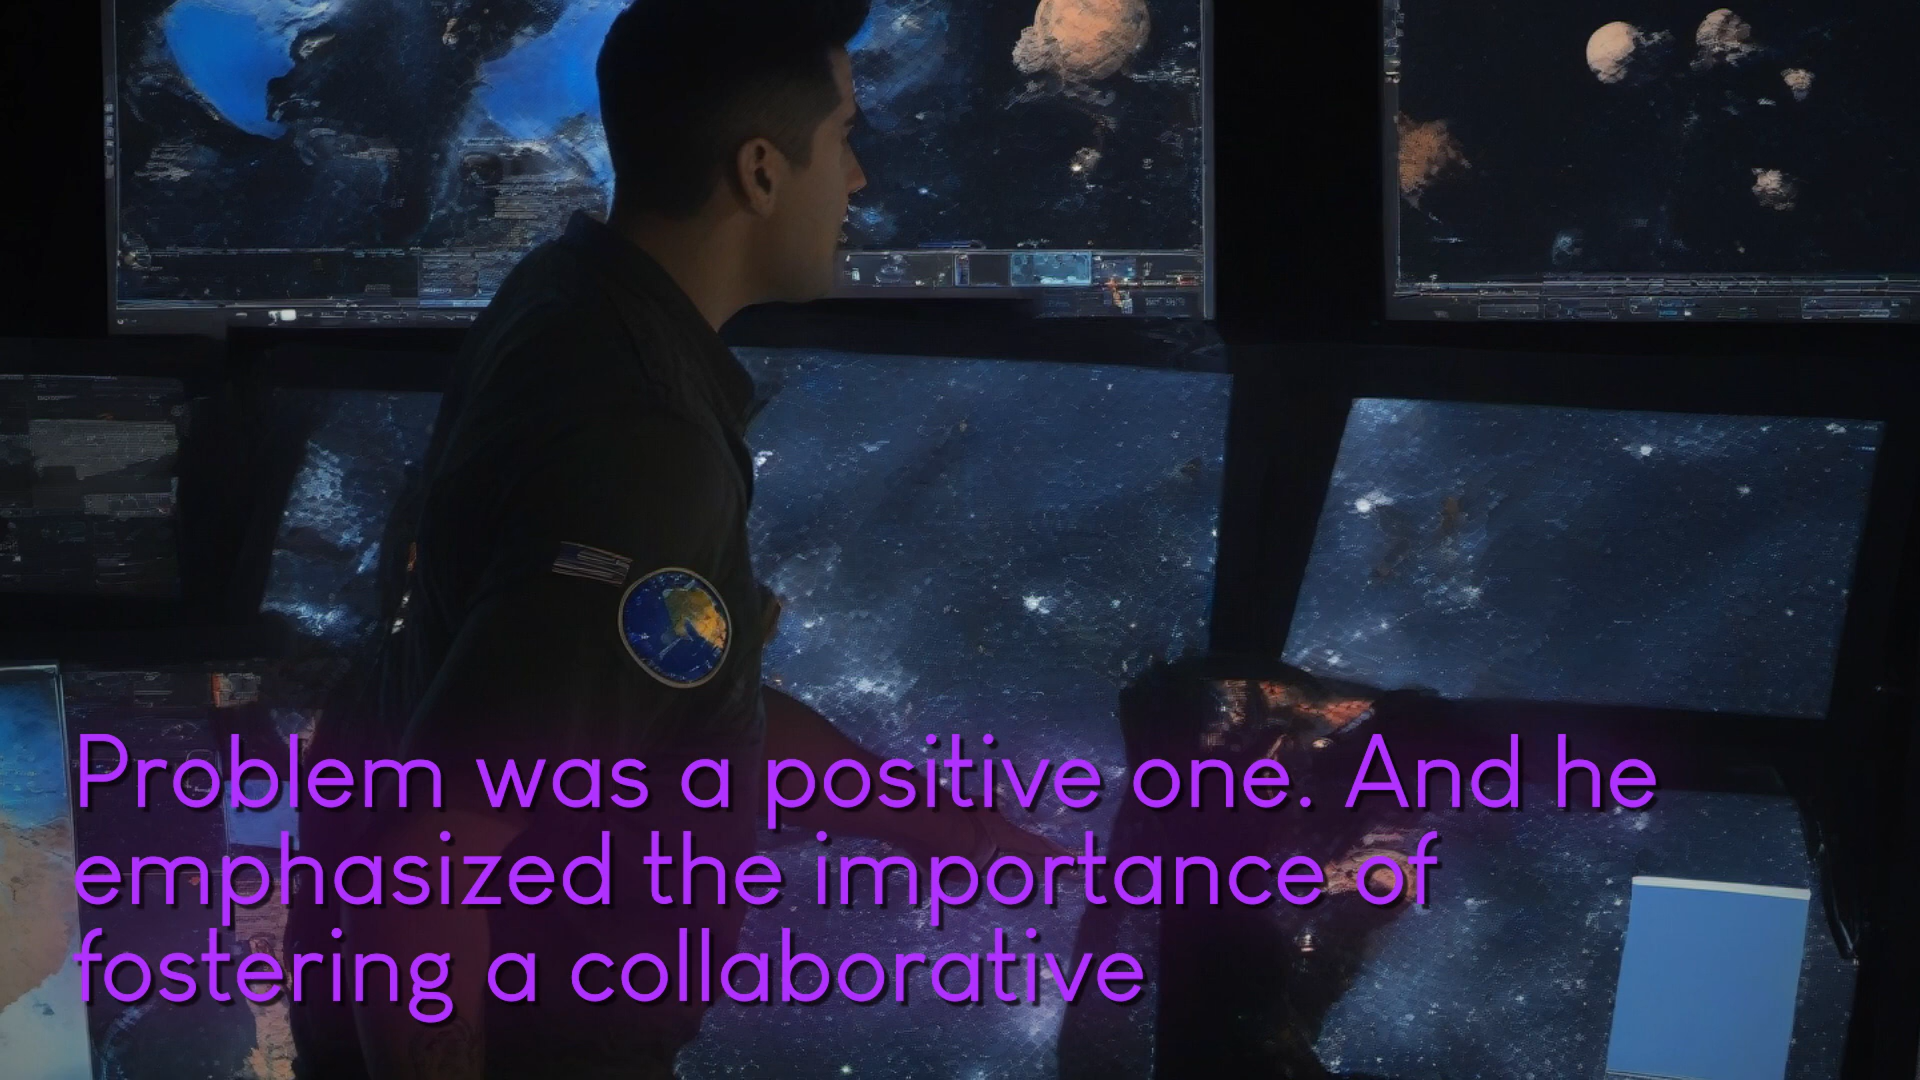 Problem was a positive one. And he
emphasized the importance of
fostering a collaborative